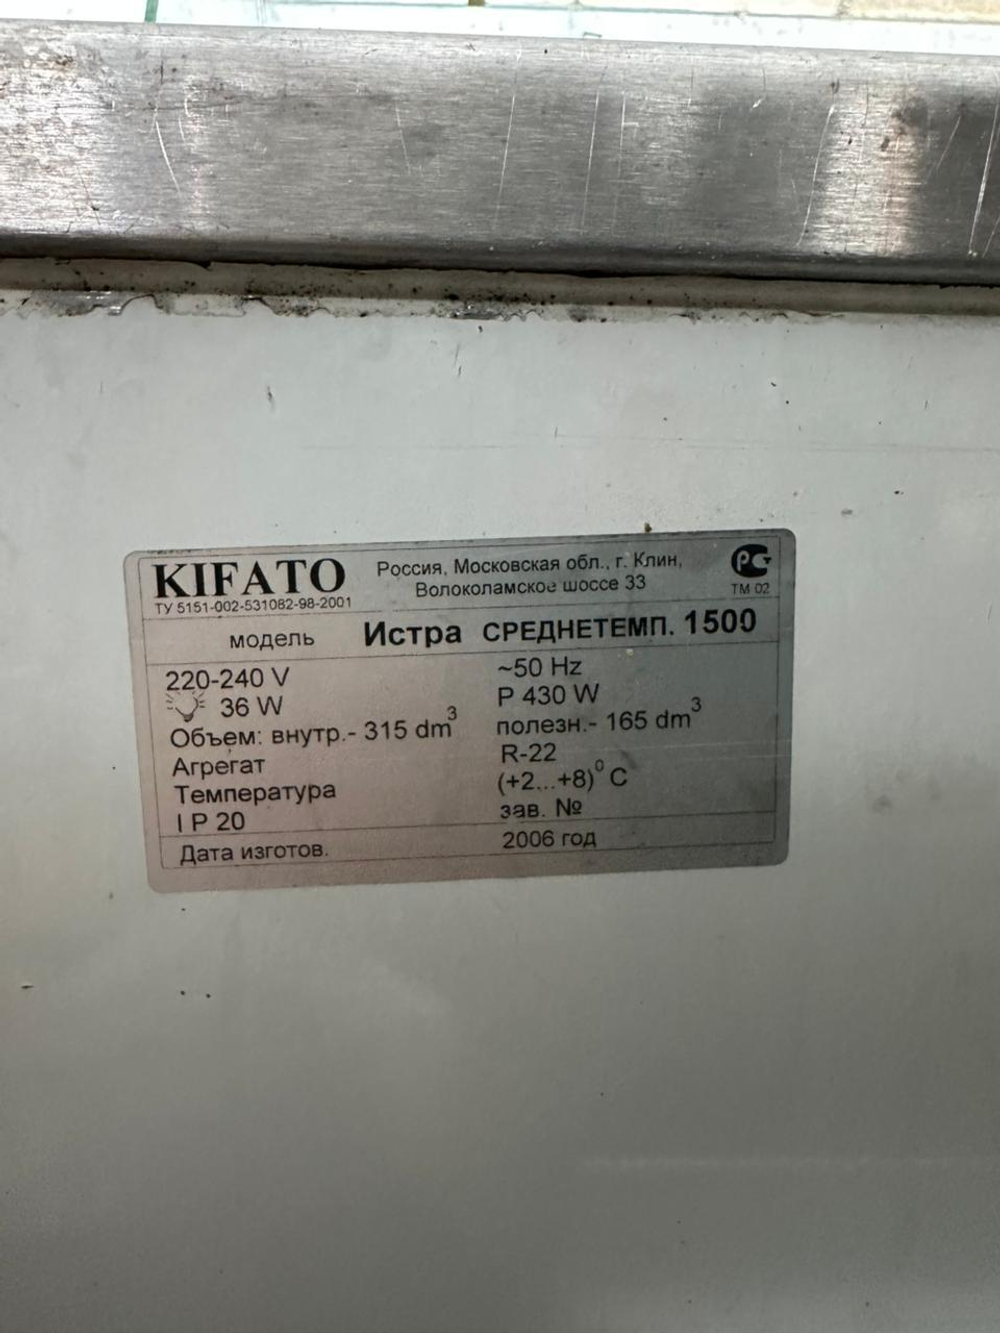 KIFATO
ТУ 5151-002-531082-98-2001
Россия, Московская обл., г. Клин,
Волоколамское шоссе 33
РСТ
ТМ 02
модель Истра СРЕДНЕТЕМП. 1500
220-240 V ~50 Hz
36 W P 430 W
Объем: внутр.- 315 dm³ полезн.- 165 dm³
Агрегат R-22
Температура (+2...+8)⁰ C
I P 20 зав. №
Дата изготов. 2006 год